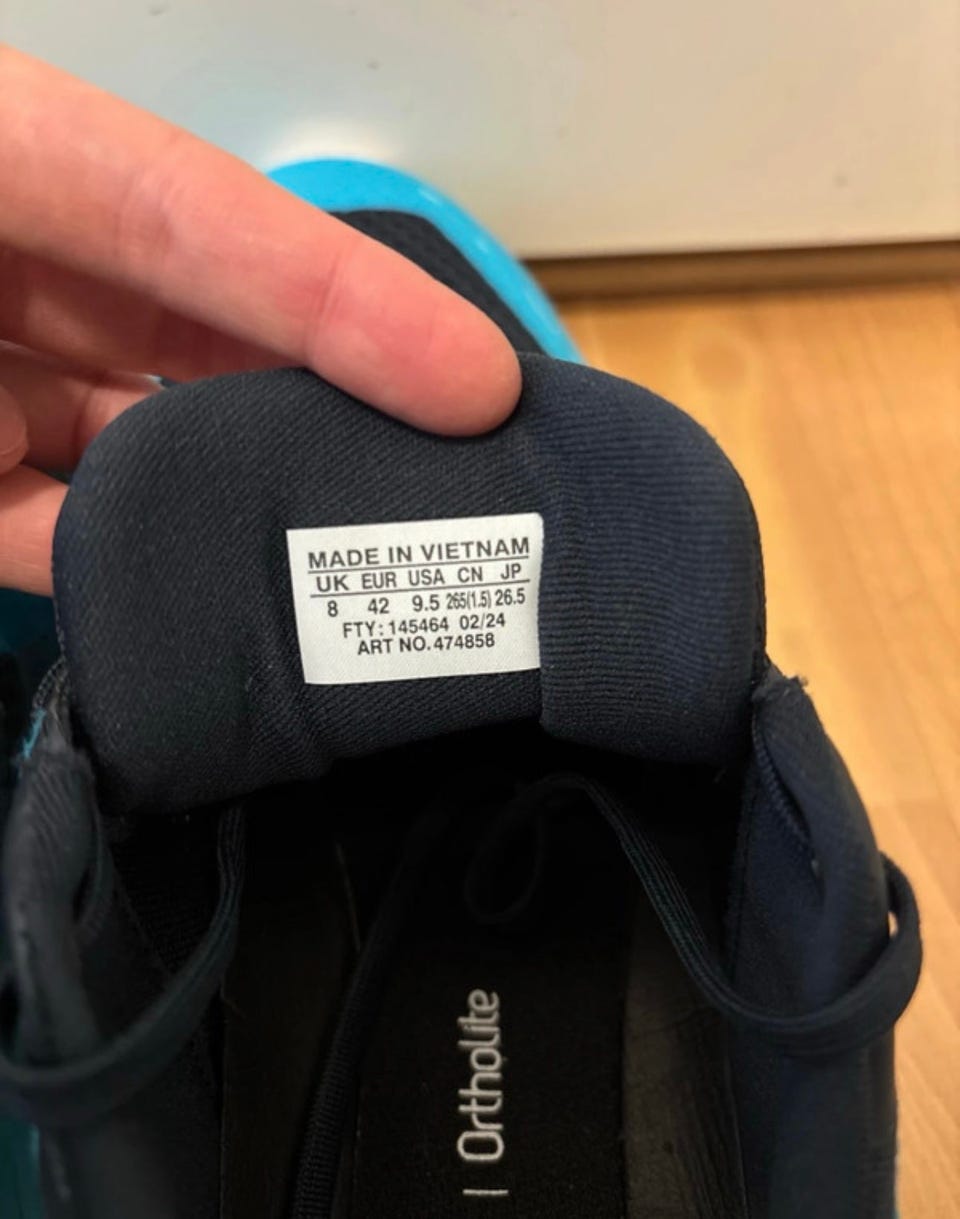 MADE IN VIETNAM
UK EUR USA CN JP
8 42 9.5 265(1.5) 26.5
FTY: 145464 02/24
ART NO. 474858
| Ortholite